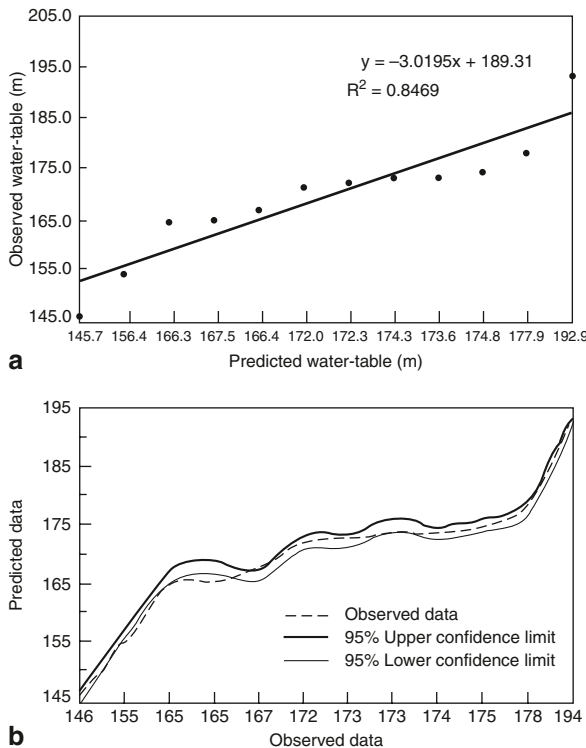 205.0
195.0
185.0
175.0
165.0
155.0
145.0
Observed water-table (m)
y = –3.0195x + 189.31
R² = 0.8469
145.7 156.4 166.3 167.5 166.4 172.0 172.3 174.3 173.6 174.8 177.9 192.9
Predicted water-table (m)
a
195
185
175
165
155
145
Predicted data
Observed data
95% Upper confidence limit
95% Lower confidence limit
146 155 165 165 167 172 173 173 174 175 178 194
Observed data
b